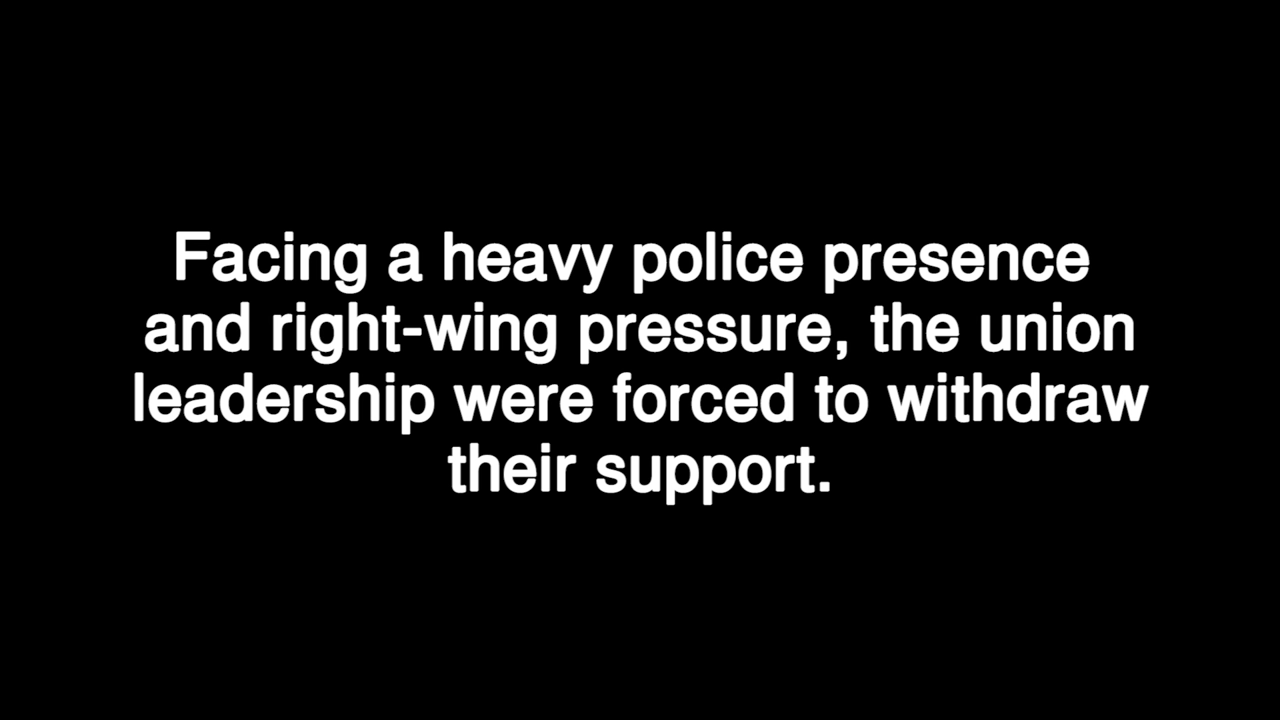 Facing a heavy police presence
and right-wing pressure, the union
leadership were forced to withdraw
their support.